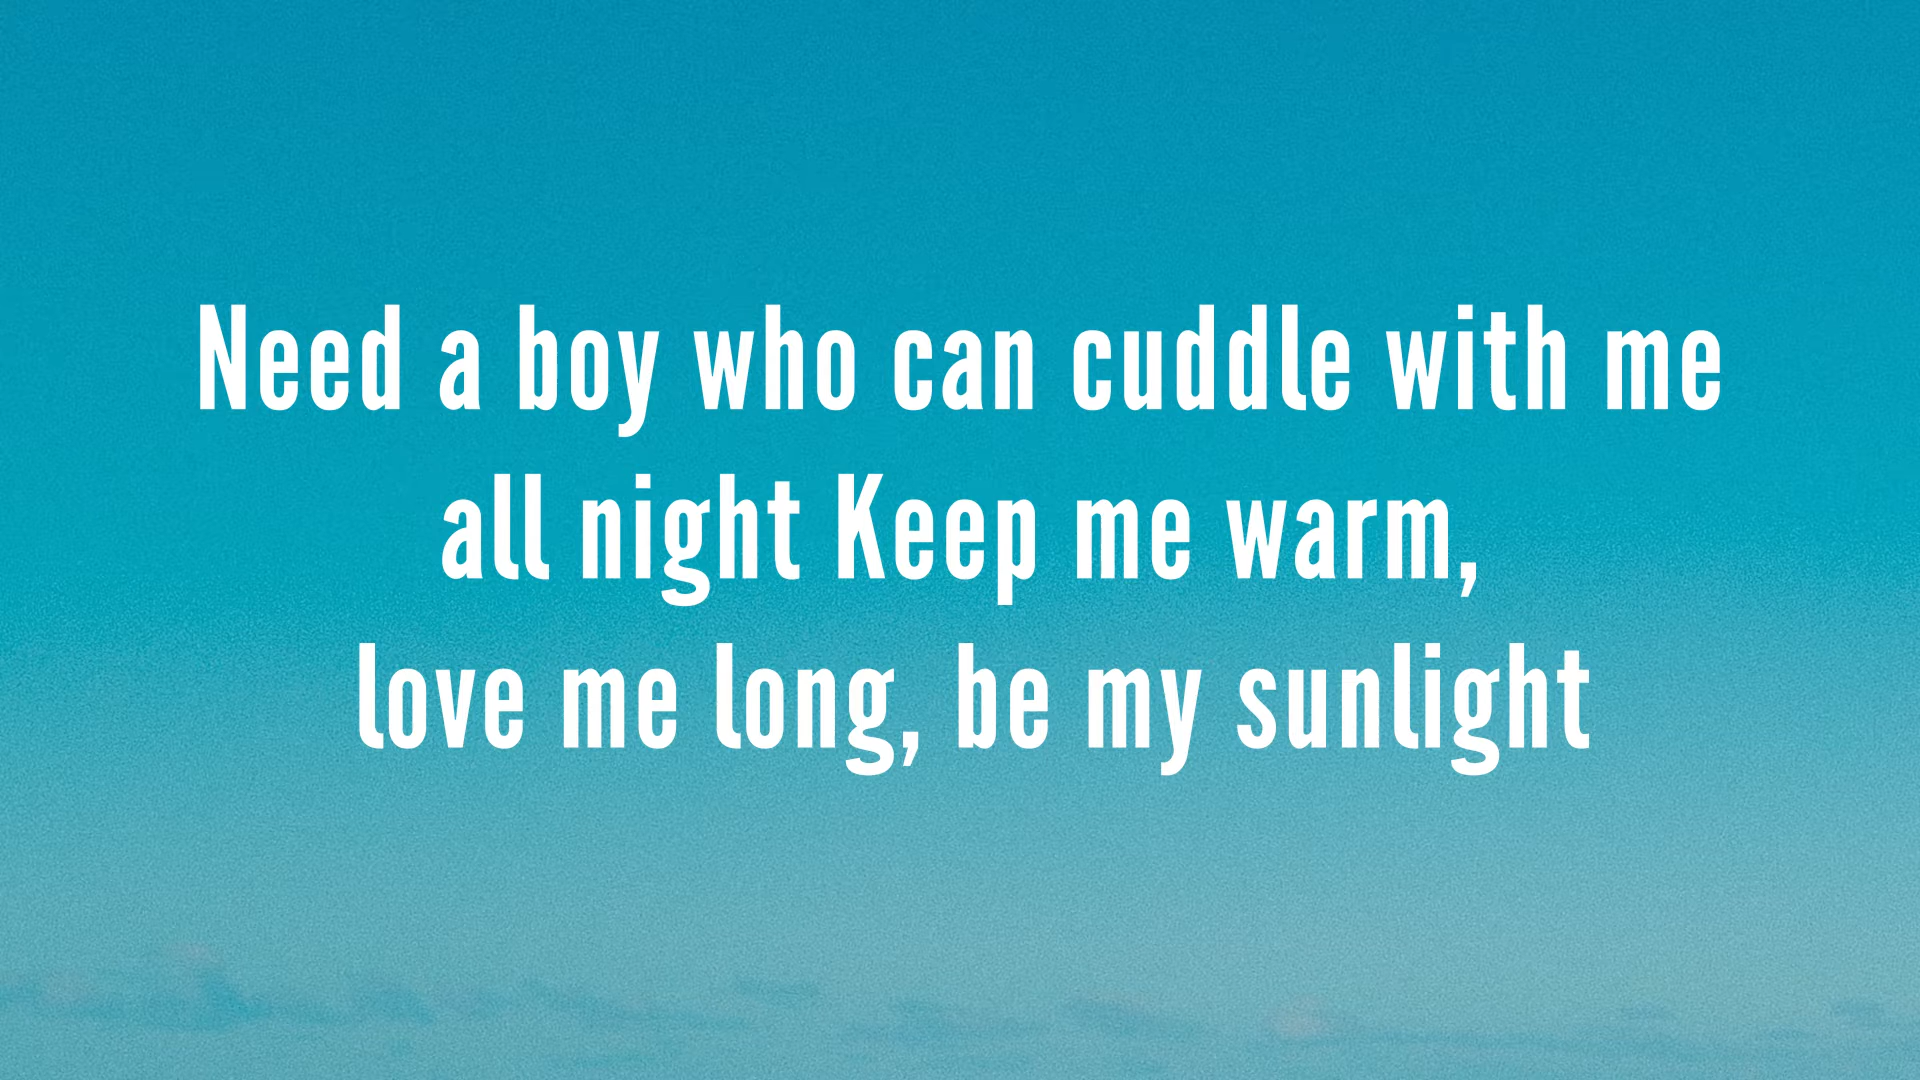 Need a boy who can cuddle with me
all night Keep me warm,
love me long, be my sunlight